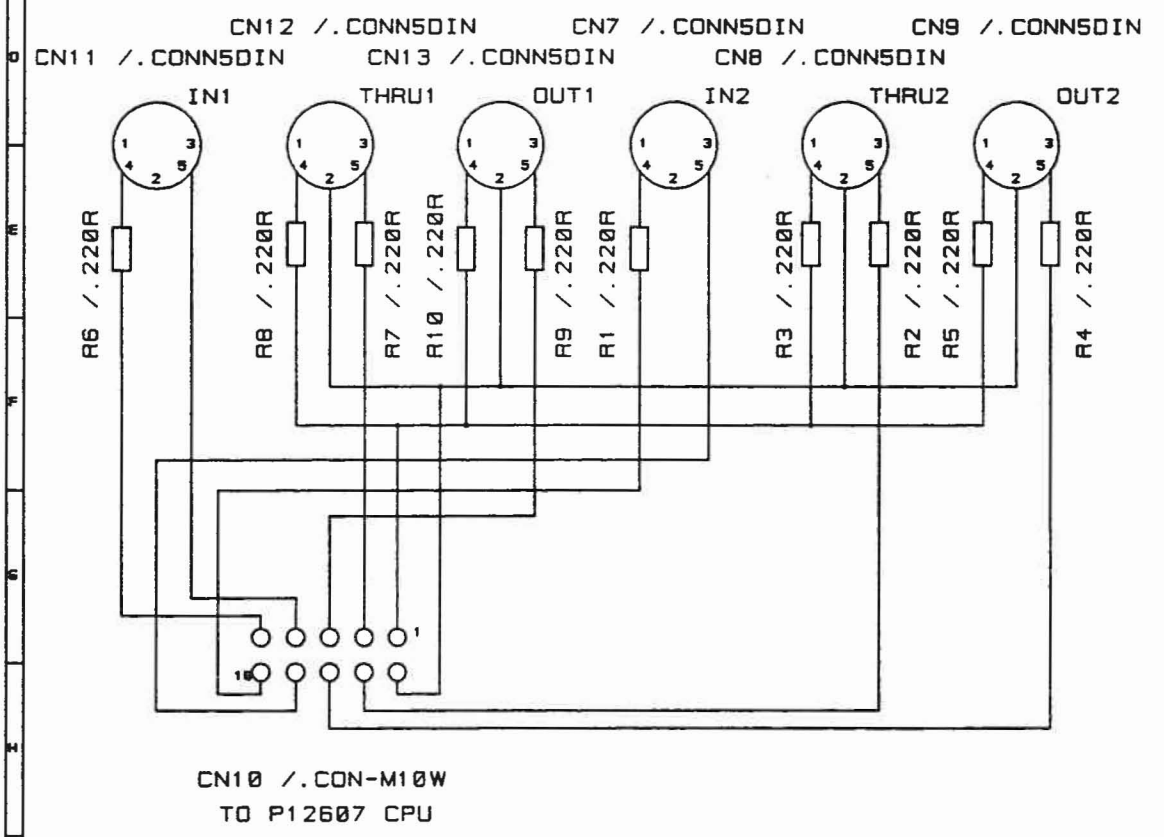 CN12 /.CONN5DIN CN7 /.CONN5DIN CN9 /.CONN5DIN
D CN11 /.CONN5DIN CN13 /.CONN5DIN CN8 /.CONN5DIN
IN1 THRU1 OUT1 IN2 THRU2 OUT2
1 3 1 3 1 3 1 3 1 3 1 3
4 5 4 5 4 5 4 5 4 5 4 5
2 2 2 2 2 2
E
R6 /.220R
R8 /.220R
R7 /.220R
R10 /.220R
R9 /.220R
R1 /.220R
R3 /.220R
R2 /.220R
R5 /.220R
R4 /.220R
F
G
1
10
H
CN10 /.CON-M10W
TO P12607 CPU